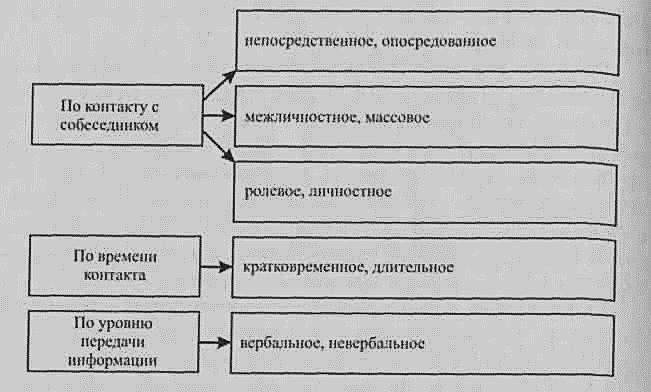 непосредственное, опосредованное
По контакту с
собеседником
межличностное, массовое
ролевое, личностное
По времени
контакта
кратковременное, длительное
По уровню
передачи
информации
вербальное, невербальное